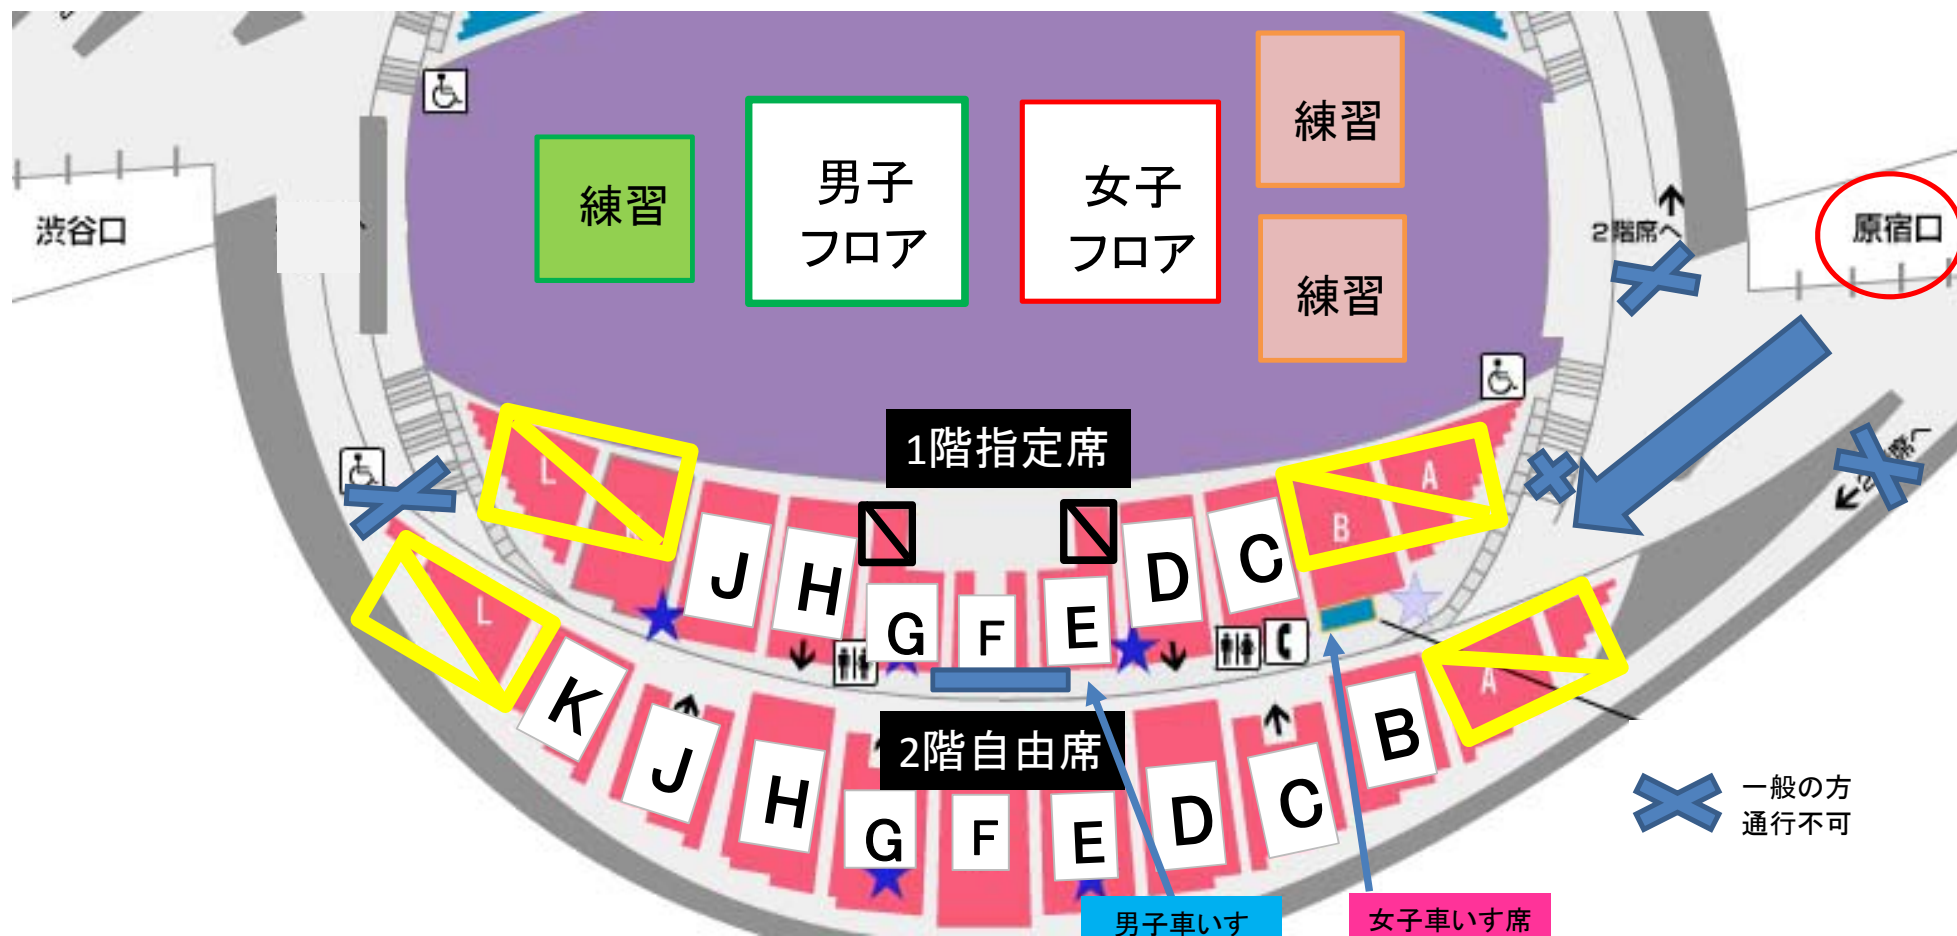 練習
男子
フロア
女子
フロア
練習
練習
渋谷口
2階席へ
原宿口
1階指定席
L
J
H
G
F
E
D
C
B
A
L
K
J
H
G
F
E
D
C
B
A
2階自由席
一般の方
通行不可
男子車いす
女子車いす席